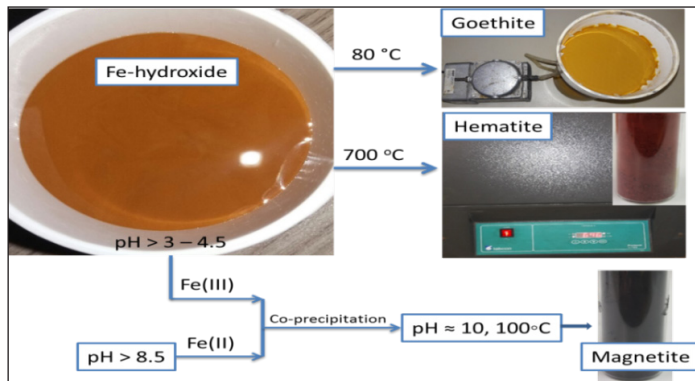 Fe-hydroxide
80 °C
Goethite
700 °C
Hematite
pH > 3 – 4.5
Fe(III)
Co-precipitation
Fe(II)
pH > 8.5
pH ≈ 10, 100°C
Magnetite